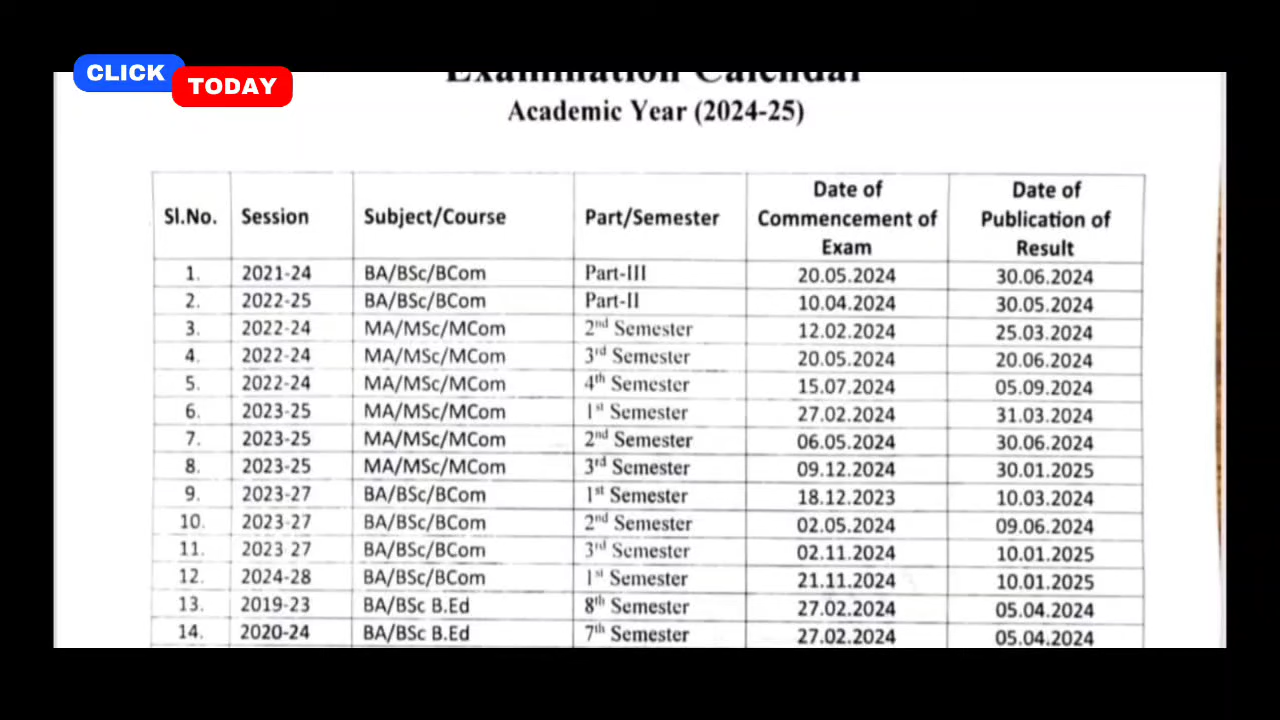 CLICK
TODAY
Examination Calendar
Academic Year (2024-25)
Sl.No. Session Subject/Course Part/Semester Date of Commencement of Exam Date of Publication of Result
1. 2021-24 BA/BSc/BCom Part-III 20.05.2024 30.06.2024
2. 2022-25 BA/BSc/BCom Part-II 10.04.2024 30.05.2024
3. 2022-24 MA/MSc/MCom 2nd Semester 12.02.2024 25.03.2024
4. 2022-24 MA/MSc/MCom 3rd Semester 20.05.2024 20.06.2024
5. 2022-24 MA/MSc/MCom 4th Semester 15.07.2024 05.09.2024
6. 2023-25 MA/MSc/MCom 1st Semester 27.02.2024 31.03.2024
7. 2023-25 MA/MSc/MCom 2nd Semester 06.05.2024 30.06.2024
8. 2023-25 MA/MSc/MCom 3rd Semester 09.12.2024 30.01.2025
9. 2023-27 BA/BSc/BCom 1st Semester 18.12.2023 10.03.2024
10. 2023-27 BA/BSc/BCom 2nd Semester 02.05.2024 09.06.2024
11. 2023-27 BA/BSc/BCom 3rd Semester 02.11.2024 10.01.2025
12. 2024-28 BA/BSc/BCom 1st Semester 21.11.2024 10.01.2025
13. 2019-23 BA/BSc B.Ed 8th Semester 27.02.2024 05.04.2024
14. 2020-24 BA/BSc B.Ed 7th Semester 27.02.2024 05.04.2024